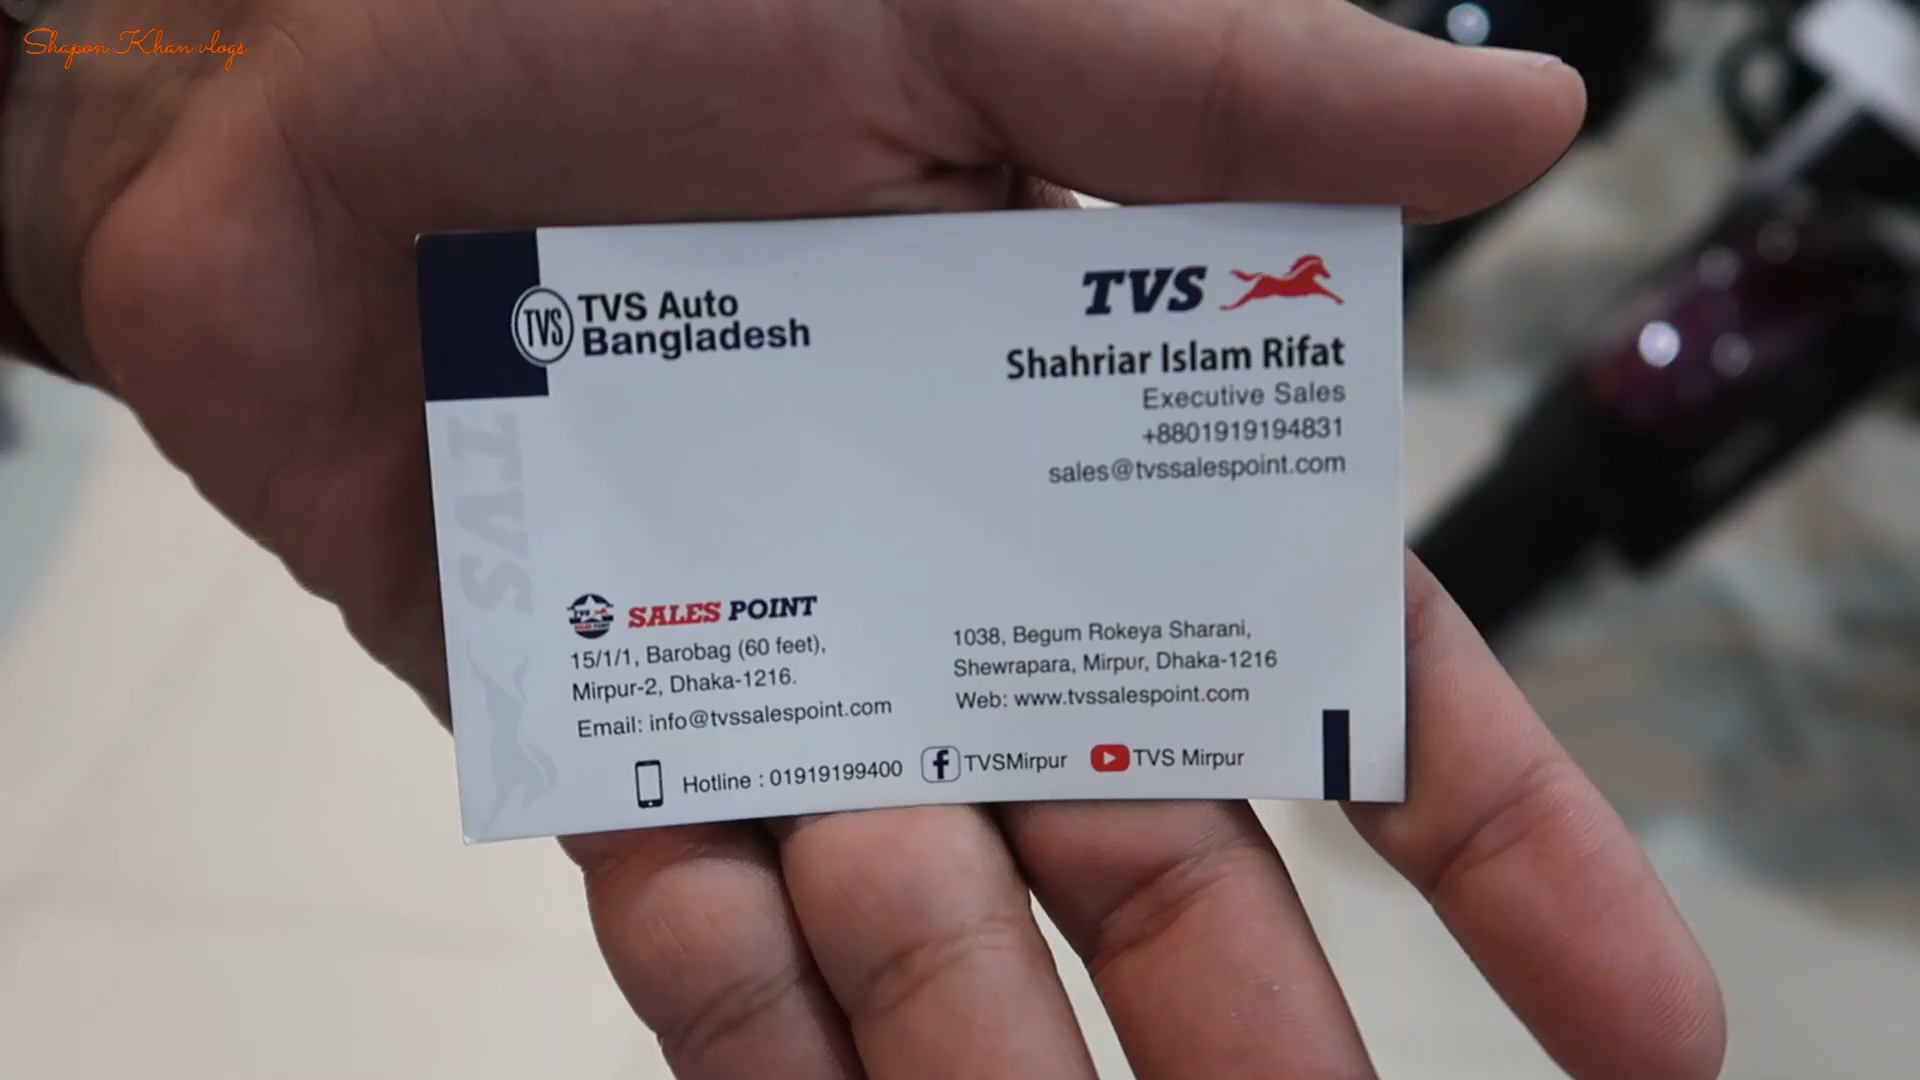 Shapon Khan vlogs
TVS
TVS Auto
Bangladesh
TVS
Shahriar Islam Rifat
Executive Sales
+8801919194831
sales@tvssalespoint.com
TVS
SALES POINT
15/1/1, Barobag (60 feet),
Mirpur-2, Dhaka-1216.
Email: info@tvssalespoint.com
1038, Begum Rokeya Sharani,
Shewrapara, Mirpur, Dhaka-1216
Web: www.tvssalespoint.com
Hotline : 01919199400
TVSMirpur
TVS Mirpur